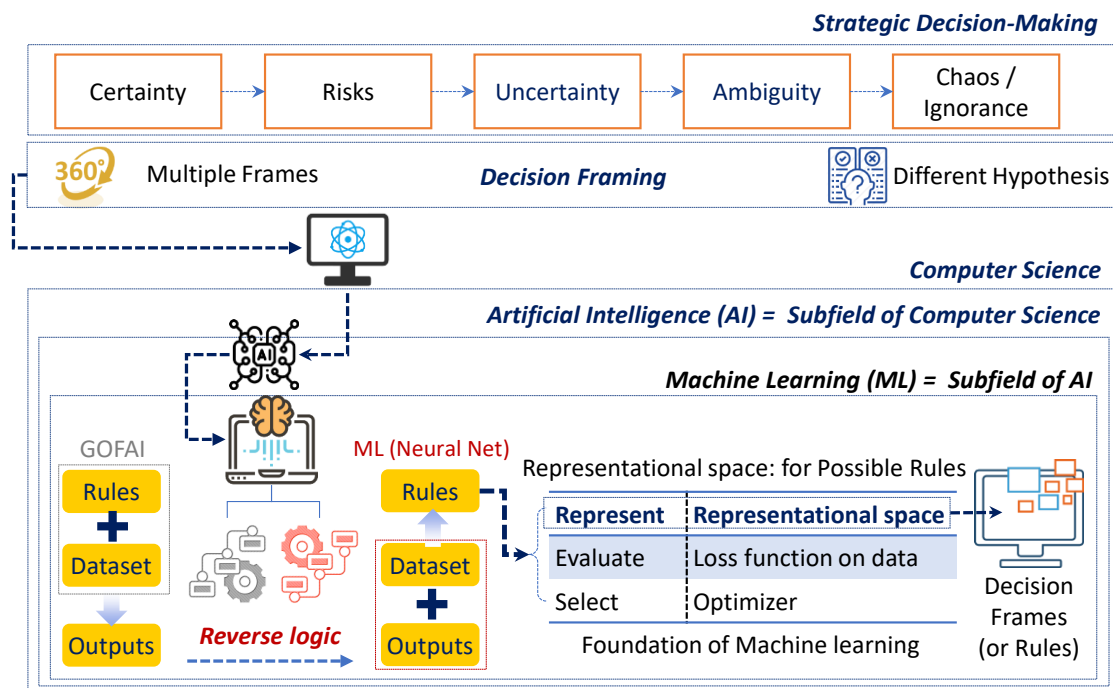 Strategic Decision-Making
Certainty
Risks
Uncertainty
Ambiguity
Chaos /
Ignorance
360°
Multiple Frames
Decision Framing
Different Hypothesis
Computer Science
Artificial Intelligence (AI) = Subfield of Computer Science
AI
Machine Learning (ML) = Subfield of AI
GOFAI
ML (Neural Net)
Representational space: for Possible Rules
Rules
Rules
Represent
Representational space
Dataset
Dataset
Evaluate
Loss function on data
Select
Optimizer
Decision
Frames
(or Rules)
Outputs
Reverse logic
Outputs
Foundation of Machine learning